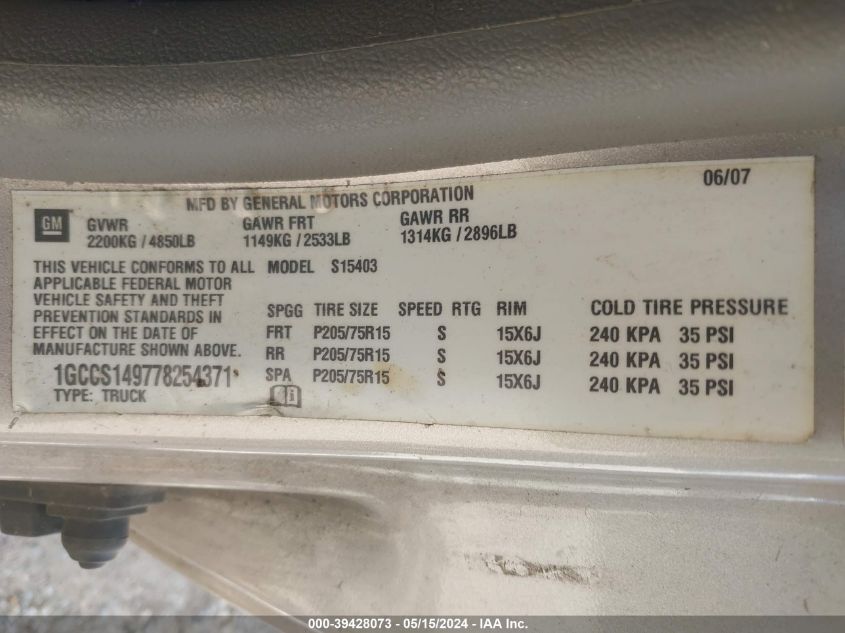 MFD BY GENERAL MOTORS CORPORATION 06/07
GM
GVWR GAWR FRT GAWR RR
2200KG / 4850LB 1149KG / 2533LB 1314KG / 2896LB
THIS VEHICLE CONFORMS TO ALL
APPLICABLE FEDERAL MOTOR
VEHICLE SAFETY AND THEFT
PREVENTION STANDARDS IN
EFFECT ON THE DATE OF
MANUFACTURE SHOWN ABOVE.
1GCCS149778254371
TYPE: TRUCK
MODEL S15403
SPGG TIRE SIZE SPEED RTG RIM COLD TIRE PRESSURE
FRT P205/75R15 S 15X6J 240 KPA 35 PSI
RR P205/75R15 S 15X6J 240 KPA 35 PSI
SPA P205/75R15 S 15X6J 240 KPA 35 PSI
i
000-39428073 - 05/15/2024 - IAA Inc.